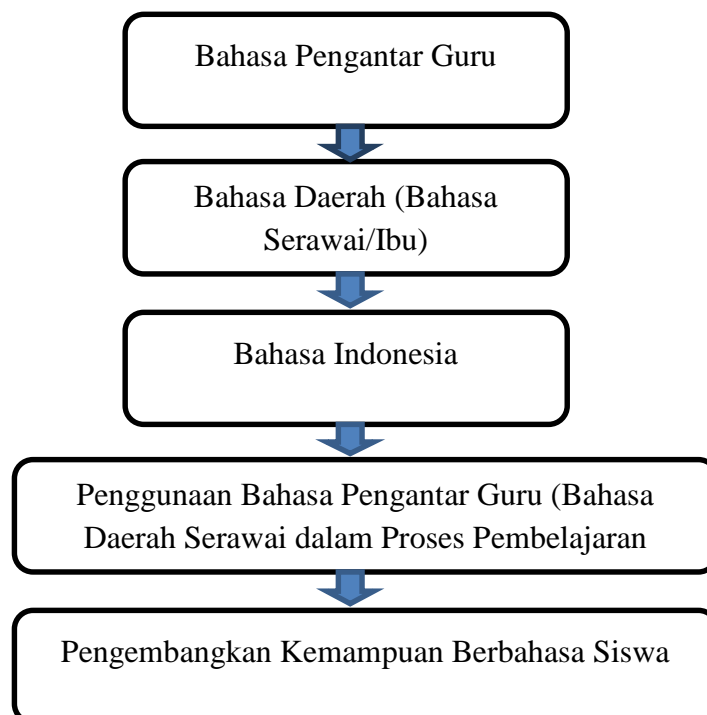 Bahasa Pengantar Guru
Bahasa Daerah (Bahasa
Serawai/Ibu)
Bahasa Indonesia
Penggunaan Bahasa Pengantar Guru (Bahasa
Daerah Serawai dalam Proses Pembelajaran
Pengembangkan Kemampuan Berbahasa Siswa